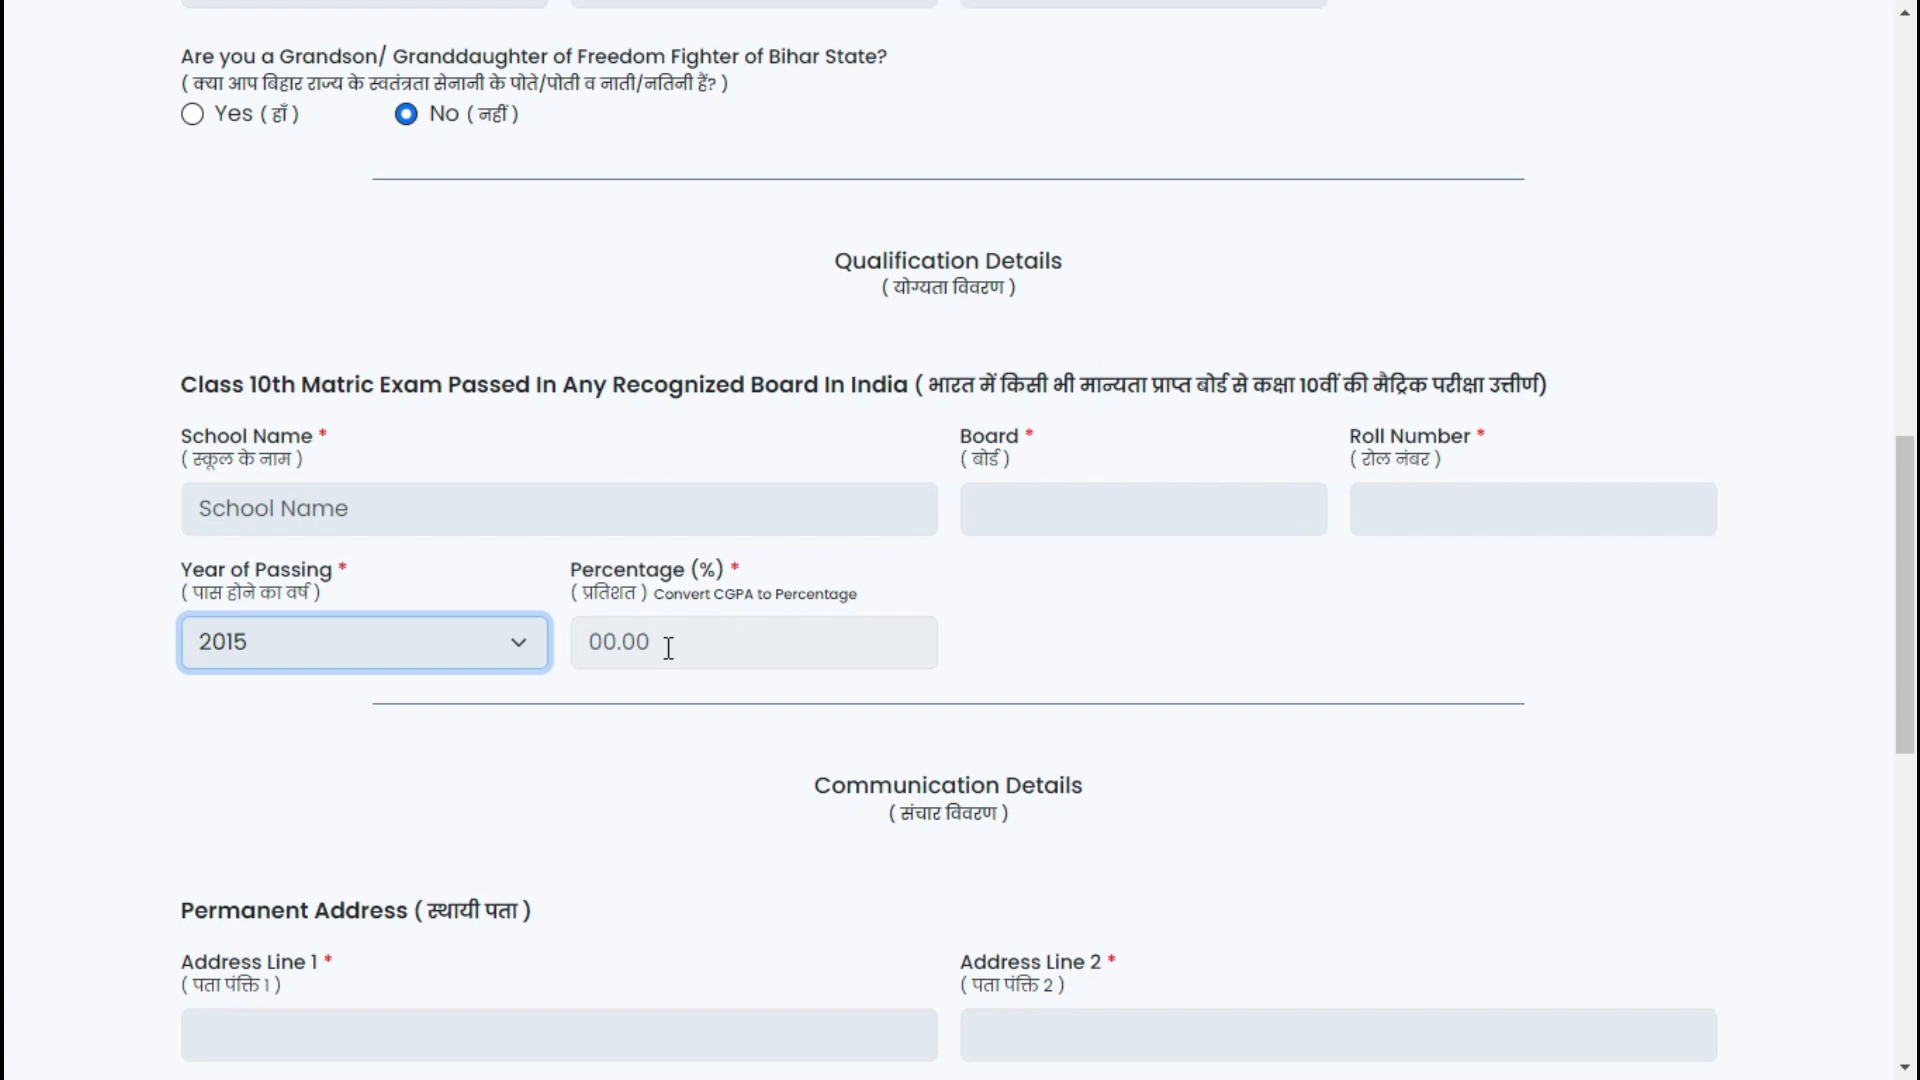 Are you a Grandson/ Granddaughter of Freedom Fighter of Bihar State?
( क्या आप बिहार राज्य के स्वतंत्रता सेनानी के पोते/पोती व नाती/नतिनी हैं? )
Yes ( हाँ ) No ( नहीं )
Qualification Details
( योग्यता विवरण )
Class 10th Matric Exam Passed In Any Recognized Board In India ( भारत में किसी भी मान्यता प्राप्त बोर्ड से कक्षा 10वीं की मैट्रिक परीक्षा उत्तीर्ण)
School Name * Board * Roll Number *
( स्कूल के नाम ) ( बोर्ड ) ( रोल नंबर )
School Name
Year of Passing * Percentage (%) *
( पास होने का वर्ष ) ( प्रतिशत ) Convert CGPA to Percentage
2015 00.00
Communication Details
( संचार विवरण )
Permanent Address ( स्थायी पता )
Address Line 1 * Address Line 2 *
( पता पंक्ति 1 ) ( पता पंक्ति 2 )